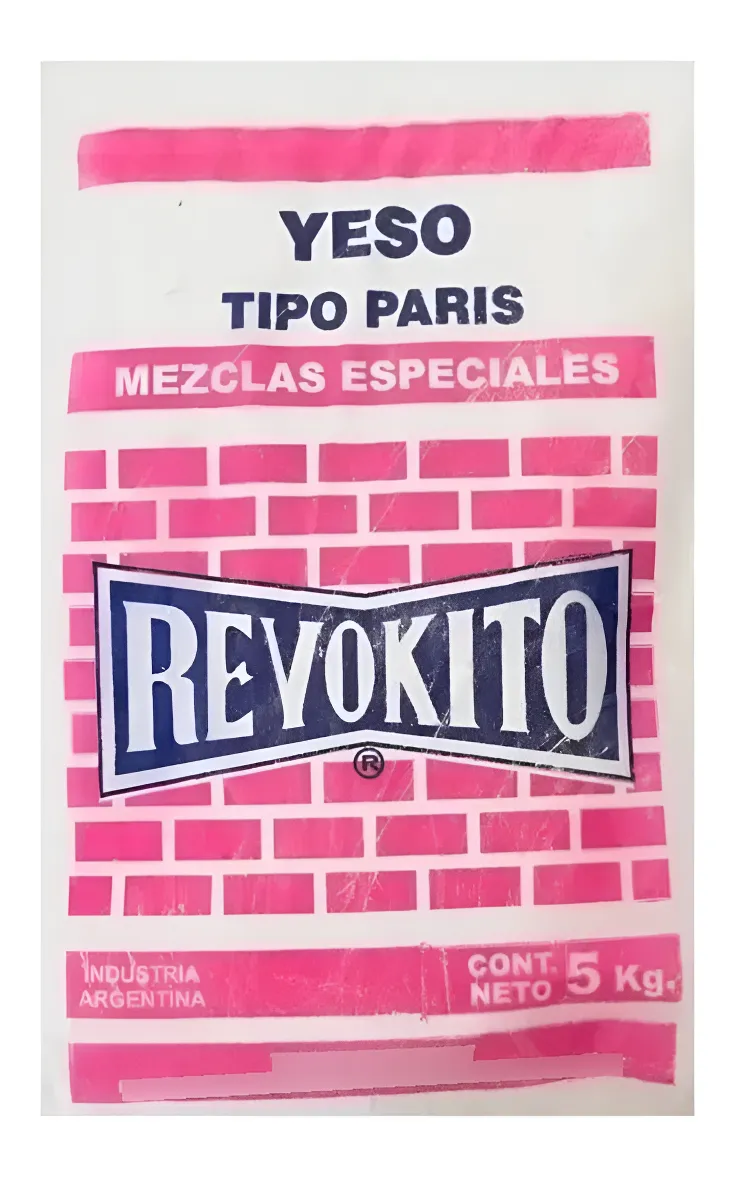 YESO
TIPO PARIS
MEZCLAS ESPECIALES
REVOKITO
®
INDUSTRIA
ARGENTINA
CONT.
NETO 5 Kg.